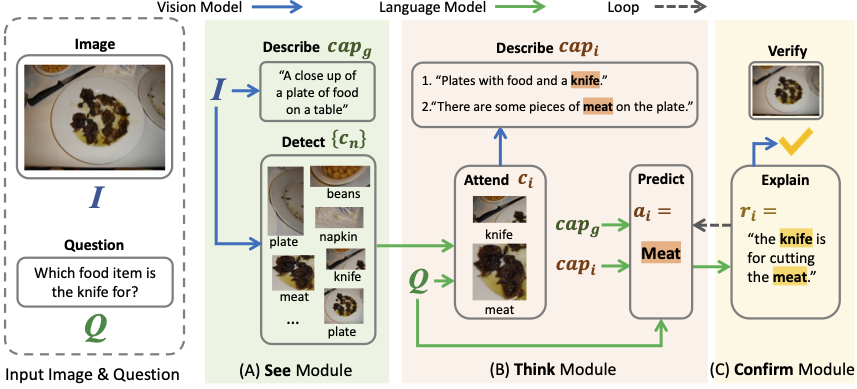 Vision Model
Language Model
Loop
Image
I
Question
Which food item is
the knife for?
Q
Input Image & Question
Describe cap_g
I
"A close up of
a plate of food
on a table"
Detect {c_n}
beans
plate
napkin
knife
meat
...
plate
(A) See Module
Describe cap_i
1. "Plates with food and a knife."
2."There are some pieces of meat on the plate."
Attend c_i
knife
meat
Q
cap_g
cap_i
Predict
a_i =
Meat
(B) Think Module
Verify
Explain
r_i =
"the knife is
for cutting
the meat."
(C) Confirm Module